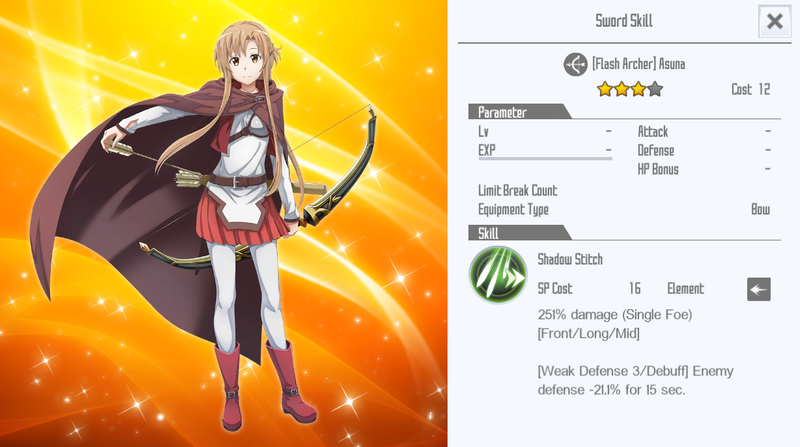 Sword Skill
[Flash Archer] Asuna
Cost 12
Parameter
Lv - Attack -
EXP - Defense -
HP Bonus -
Limit Break Count
Equipment Type Bow
Skill
Shadow Stitch
SP Cost 16 Element
251% damage (Single Foe)
[Front/Long/Mid]
[Weak Defense 3/Debuff] Enemy
defense -21.1% for 15 sec.